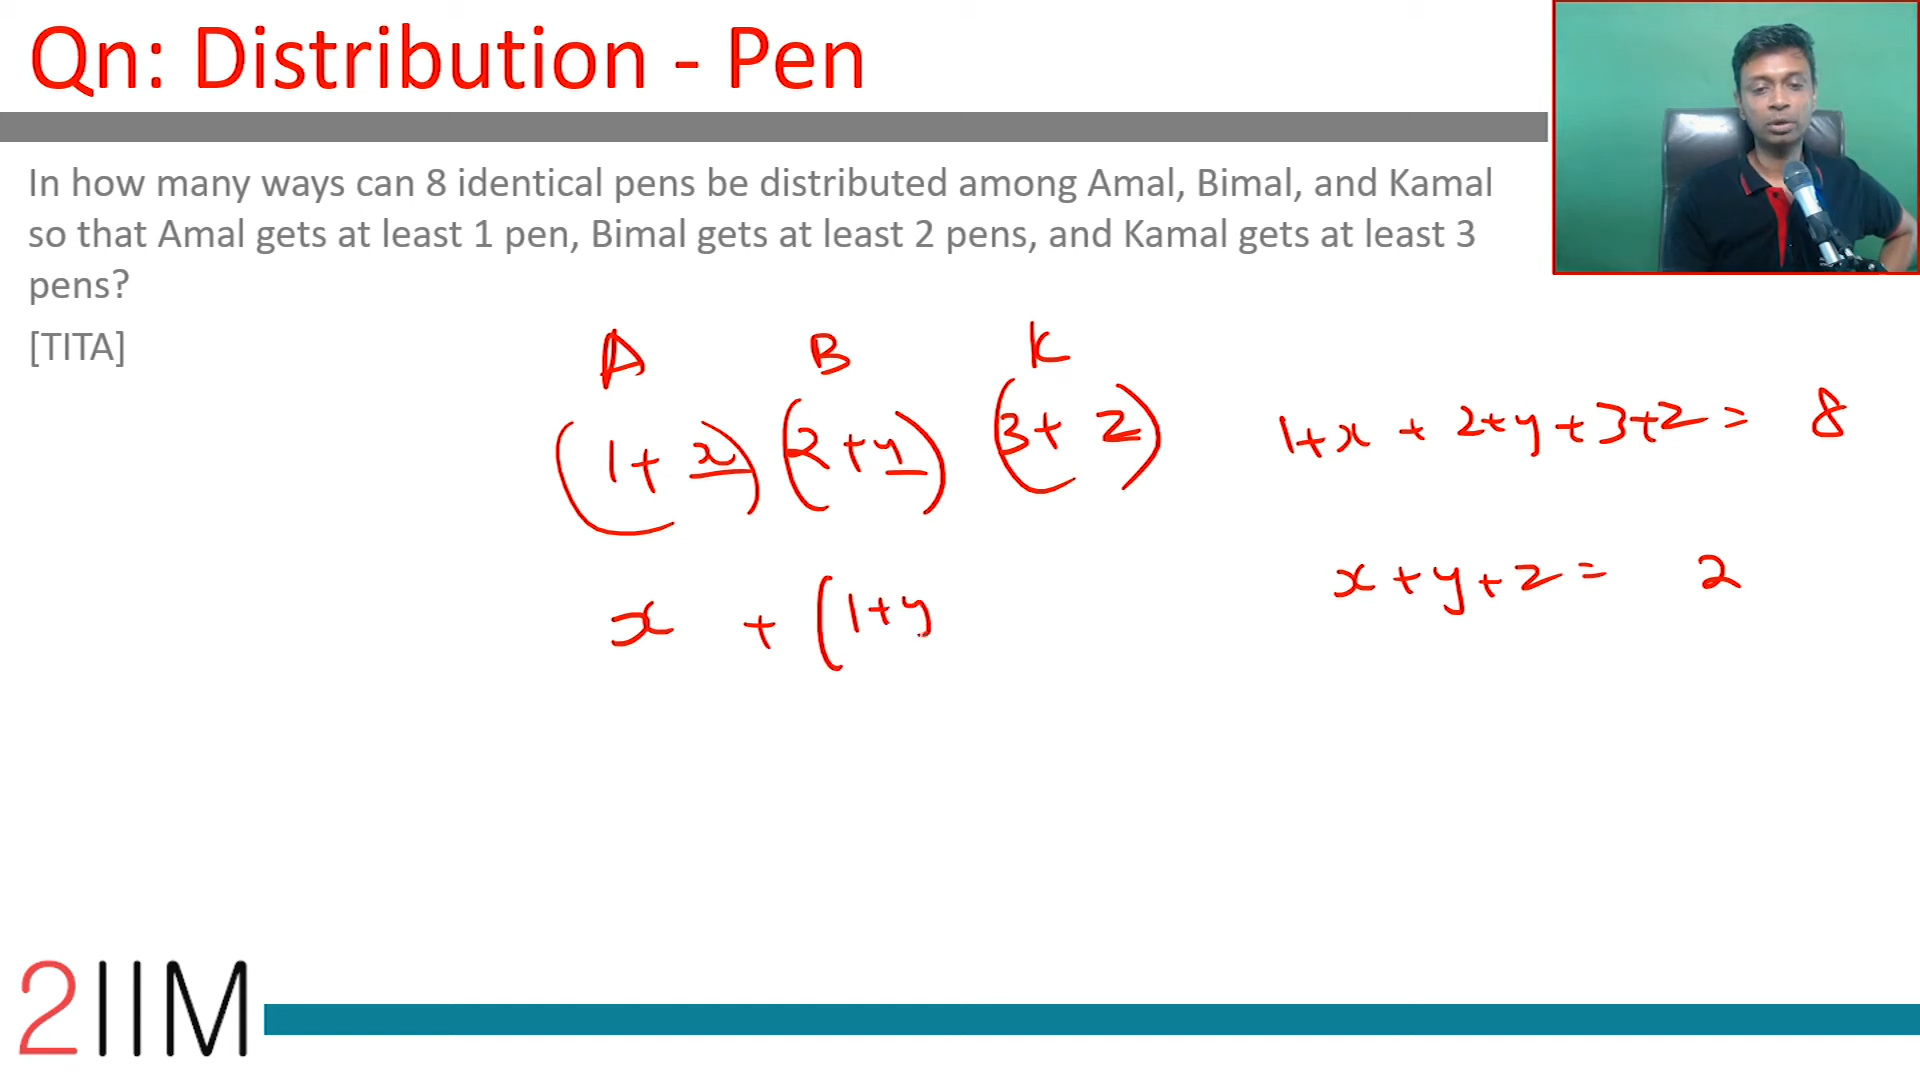 Qn: Distribution - Pen
In how many ways can 8 identical pens be distributed among Amal, Bimal, and Kamal
so that Amal gets at least 1 pen, Bimal gets at least 2 pens, and Kamal gets at least 3
pens?
[TITA]
A B K
(1 + x) (2 + y) (3 + z)
1+x + 2+y+3+z = 8
x + y + z = 2
x + (1+y
2IIM